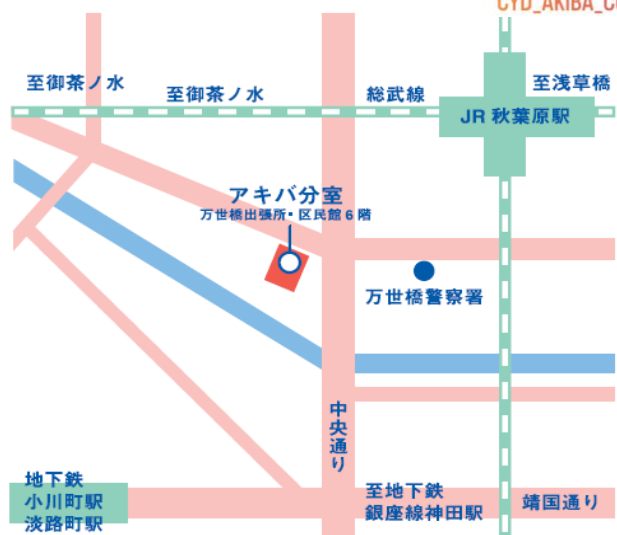 CYD_AKIBA_C
至御茶ノ水
至御茶ノ水
総武線
至浅草橋
JR 秋葉原駅
アキバ分室
万世橋出張所・区民館 6 階
万世橋警察署
中央通り
地下鉄
小川町駅
淡路町駅
至地下鉄
銀座線神田駅
靖国通り